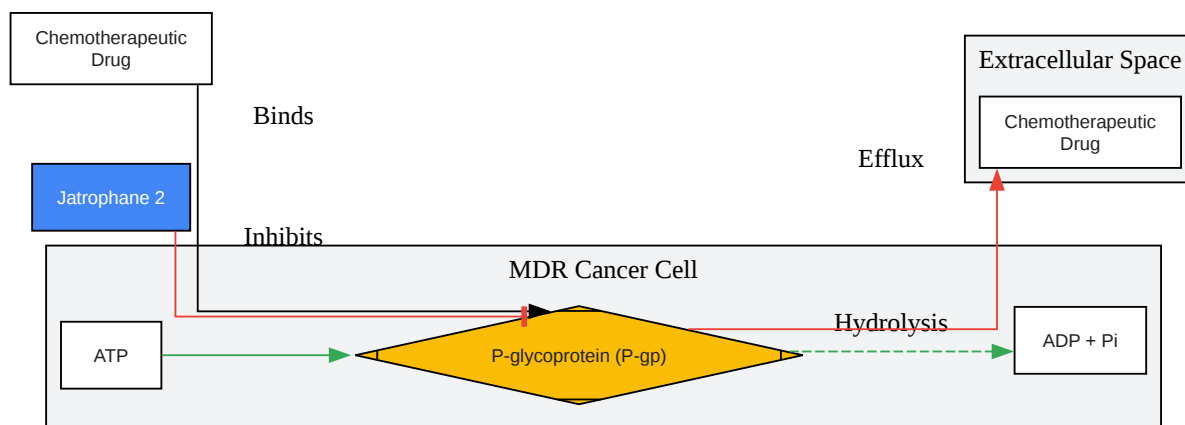 Chemotherapeutic
Drug
Extracellular Space
Binds
Chemotherapeutic
Drug
Efflux
Jatrophane 2
Inhibits
MDR Cancer Cell
Hydrolysis
ATP
P-glycoprotein (P-gp)
ADP + Pi